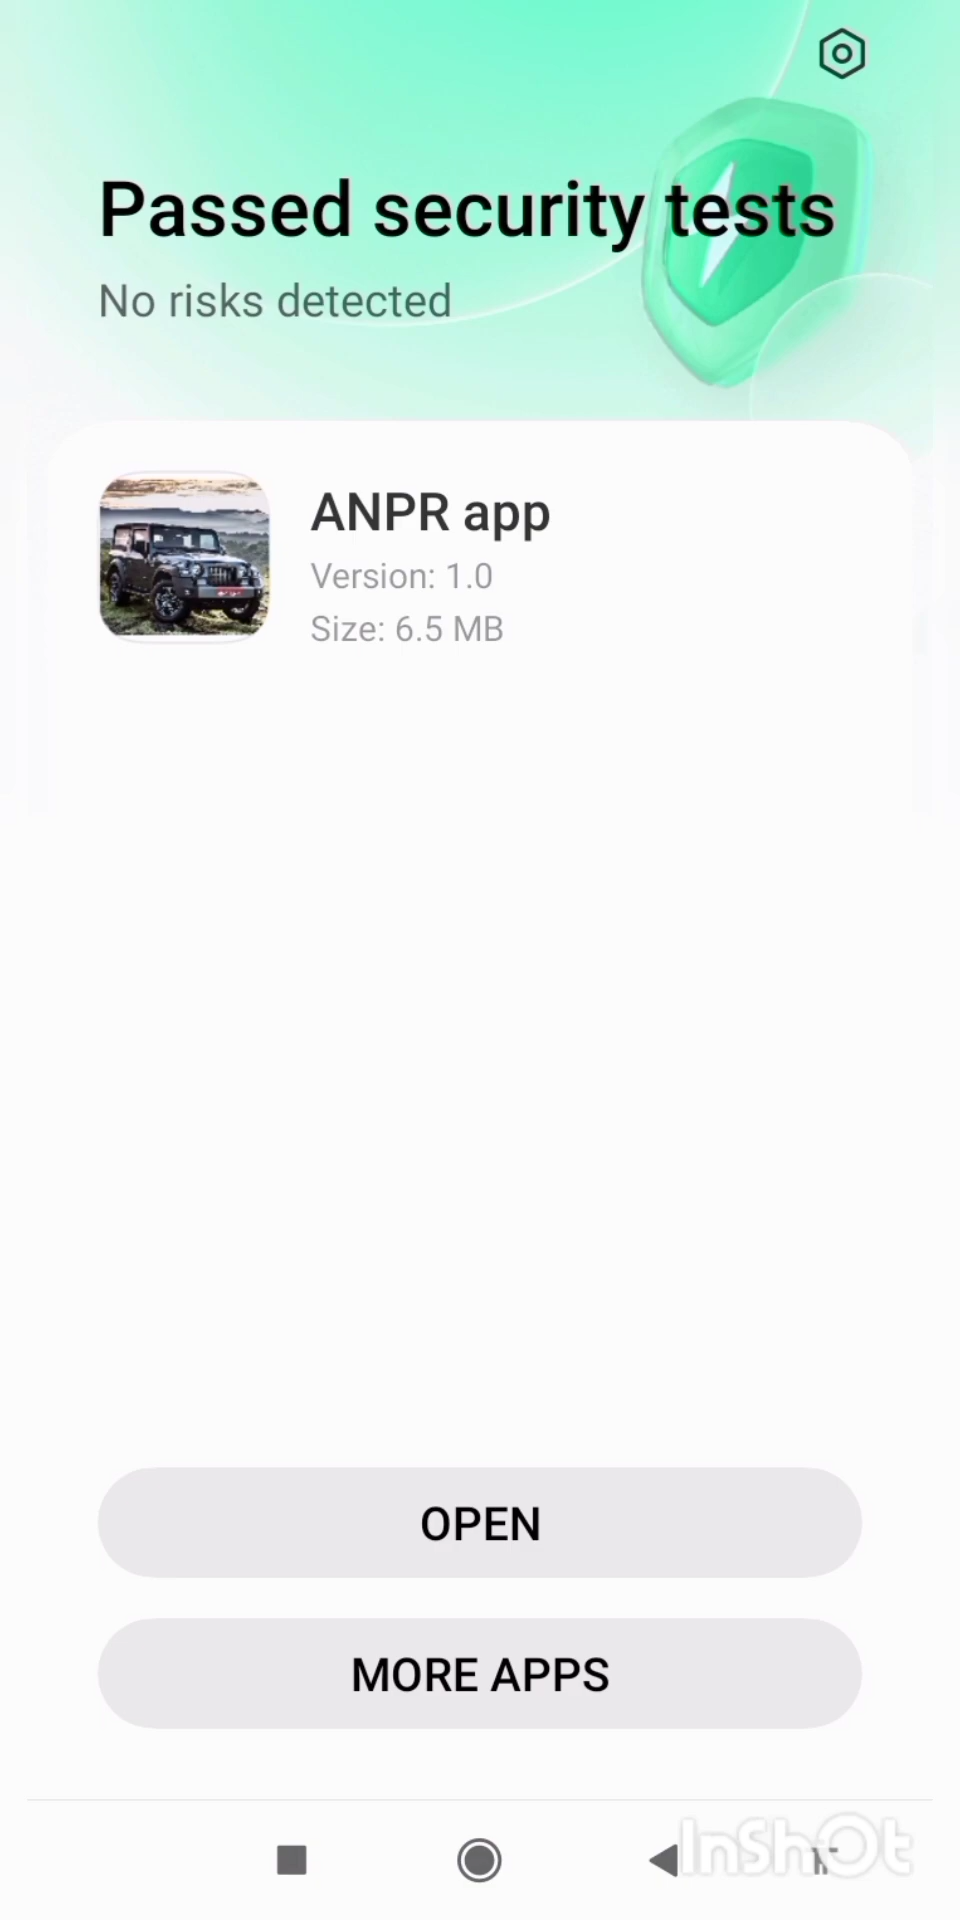 Passed security tests
No risks detected
ANPR app
Version: 1.0
Size: 6.5 MB
OPEN
MORE APPS
InShOt